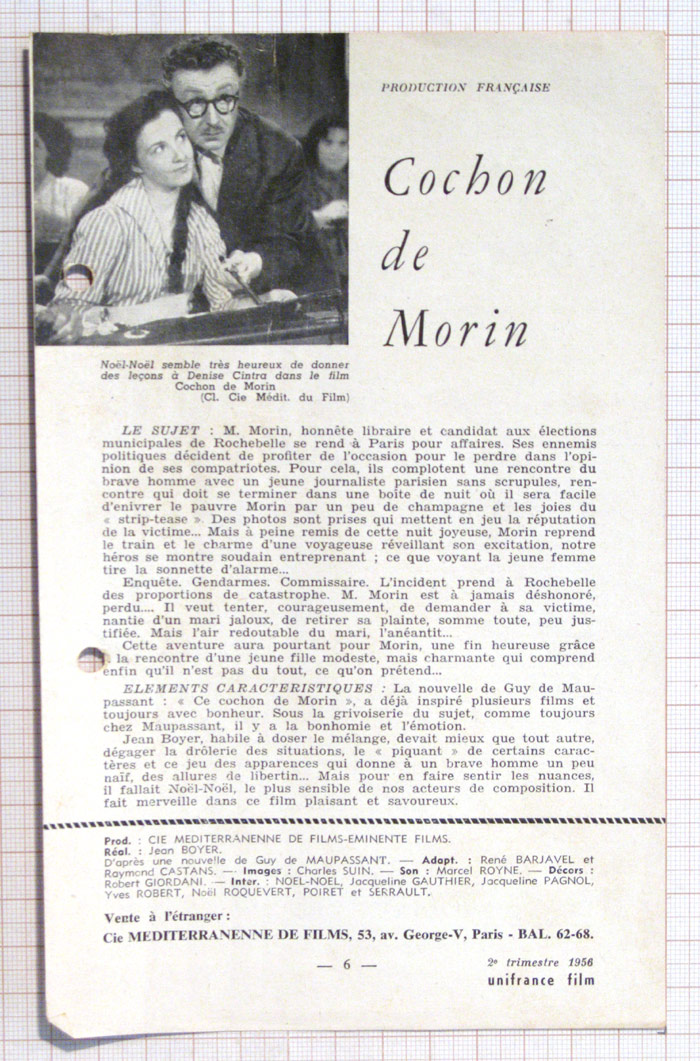 PRODUCTION FRANÇAISE
Cochon
de
Morin
Noël-Noël semble très heureux de donner
des leçons à Denise Cintra dans le film
Cochon de Morin
(Cl. Cie Médit. du Film)
LE SUJET : M. Morin, honnête libraire et candidat aux élections
municipales de Rochebelle se rend à Paris pour affaires. Ses ennemis
politiques décident de profiter de l'occasion pour le perdre dans l'opi-
nion de ses compatriotes. Pour cela, ils complotent une rencontre du
brave homme avec un jeune journaliste parisien sans scrupules, ren-
contre qui doit se terminer dans une boîte de nuit où il sera facile
d'enivrer le pauvre Morin par un peu de champagne et les joies du
« strip-tease ». Des photos sont prises qui mettent en jeu la réputation
de la victime... Mais à peine remis de cette nuit joyeuse, Morin reprend
le train et le charme d'une voyageuse réveillant son excitation, notre
héros se montre soudain entreprenant ; ce que voyant la jeune femme
tire la sonnette d'alarme...
Enquête. Gendarmes. Commissaire. L'incident prend à Rochebelle
des proportions de catastrophe. M. Morin est à jamais déshonoré,
perdu.... Il veut tenter, courageusement, de demander à sa victime,
nantie d'un mari jaloux, de retirer sa plainte, somme toute, peu jus-
tifiée. Mais l'air redoutable du mari, l'anéantit...
Cette aventure aura pourtant pour Morin, une fin heureuse grâce
la rencontre d'une jeune fille modeste, mais charmante qui comprend
enfin qu'il n'est pas du tout, ce qu'on prétend...
ELEMENTS CARACTERISTIQUES : La nouvelle de Guy de Mau-
passant : « Ce cochon de Morin », a déjà inspiré plusieurs films et
toujours avec bonheur. Sous la grivoiserie du sujet, comme toujours
chez Maupassant, il y a la bonhomie et l'émotion.
Jean Boyer, habile à doser le mélange, devait mieux que tout autre,
dégager la drôlerie des situations, le « piquant » de certains carac-
tères et ce jeu des apparences qui donne à un brave homme un peu
naïf, des allures de libertin... Mais pour en faire sentir les nuances,
il fallait Noël-Noël, le plus sensible de nos acteurs de composition. Il
fait merveille dans ce film plaisant et savoureux.
Prod. : CIE MEDITERRANENNE DE FILMS-EMINENTE FILMS.
Réal. : Jean BOYER.
D'après une nouvelle de Guy de MAUPASSANT. — Adapt. : René BARJAVEL et
Raymond CASTANS. — Images : Charles SUIN. — Son : Marcel ROYNE. — Décors :
Robert GIORDANI. — Inter. : NOEL-NOEL, Jacqueline GAUTHIER, Jacqueline PAGNOL,
Yves ROBERT, Noël ROQUEVERT, POIRET et SERRAULT.
Vente à l'étranger :
Cie MEDITERRANENNE DE FILMS, 53, av. George-V, Paris - BAL. 62-68.
— 6 —
2e trimestre 1956
unifrance film